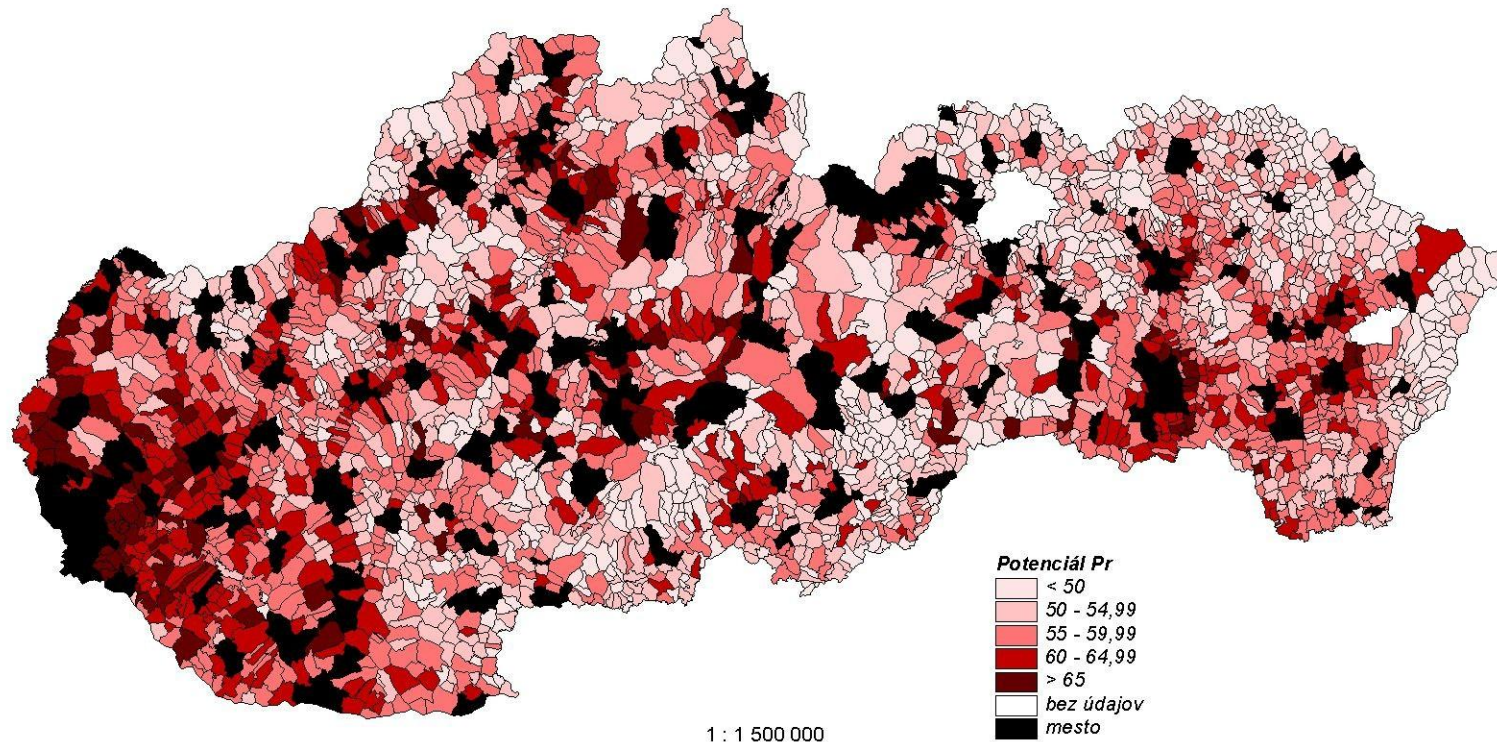 Potenciál Pr
< 50
50 - 54,99
55 - 59,99
60 - 64,99
> 65
bez údajov
mesto
1 : 1 500 000